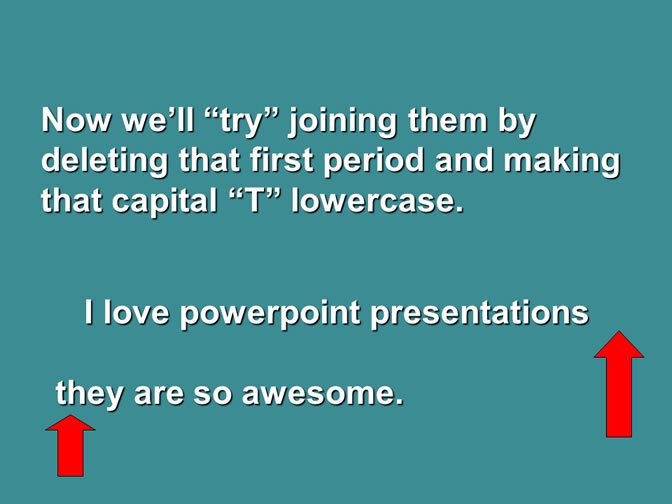 Now we’ll “try” joining them by
deleting that first period and making
that capital “T” lowercase.
I love powerpoint presentations
they are so awesome.